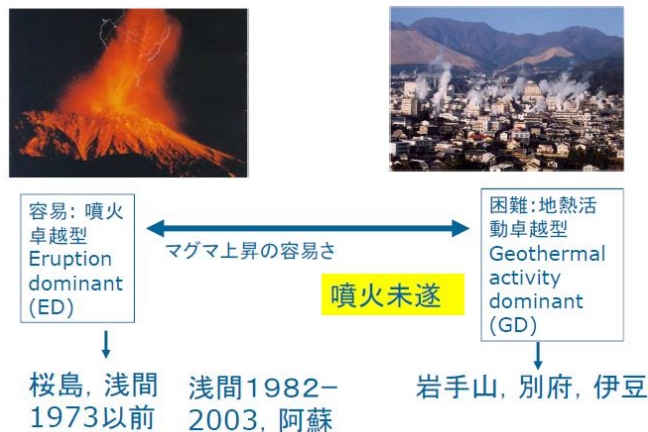 容易: 噴火
卓越型
Eruption
dominant
(ED)
マグマ上昇の容易さ
噴火未遂
困難:地熱活
動卓越型
Geothermal
activity
dominant
(GD)
桜島, 浅間
1973以前
浅間1982−
2003, 阿蘇
岩手山, 別府, 伊豆